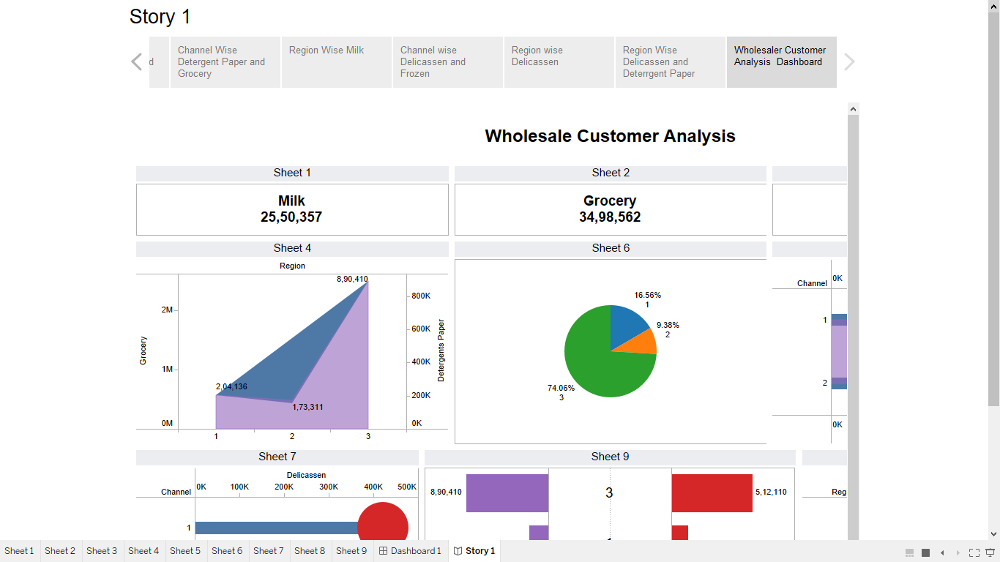 Story 1
d
Channel Wise
Detergent Paper and
Grocery
Region Wise Milk
Channel wise
Delicassen and
Frozen
Region wise
Delicassen
Region Wise
Delicassen and
Deterrgent Paper
Wholesaler Customer
Analysis  Dashboard
Wholesale Customer Analysis
Sheet 1
Sheet 2
Milk
25,50,357
Grocery
34,98,562
Sheet 4
Sheet 6
Region
8,90,410
2M
1M
0M
Grocery
2,04,136
1,73,311
800K
600K
400K
200K
0K
Detergents Paper
1 2 3
16.56%
1
9.38%
2
74.06%
3
Channel 0K
1
2
0K
Sheet 7
Sheet 9
Delicassen
Channel 0K 100K 200K 300K 400K 500K
1
8,90,410 3 5,12,110
Reg
Sheet 1 Sheet 2 Sheet 3 Sheet 4 Sheet 5 Sheet 6 Sheet 7 Sheet 8 Sheet 9 Dashboard 1 Story 1